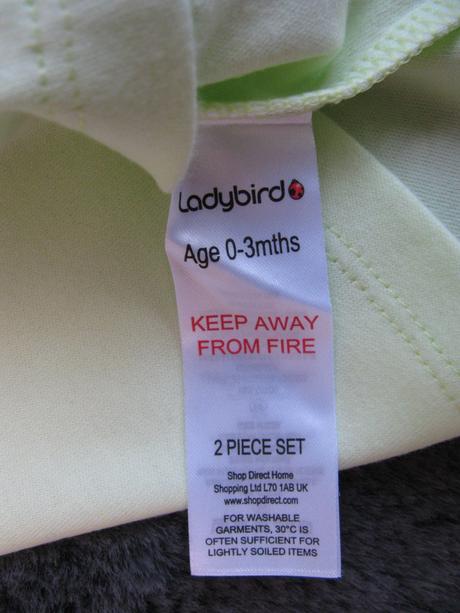 Ladybird
Age 0-3mths
KEEP AWAY
FROM FIRE
2 PIECE SET
Shop Direct Home
Shopping Ltd L70 1AB UK
www.shopdirect.com
FOR WASHABLE
GARMENTS, 30°C IS
OFTEN SUFFICIENT FOR
LIGHTLY SOILED ITEMS